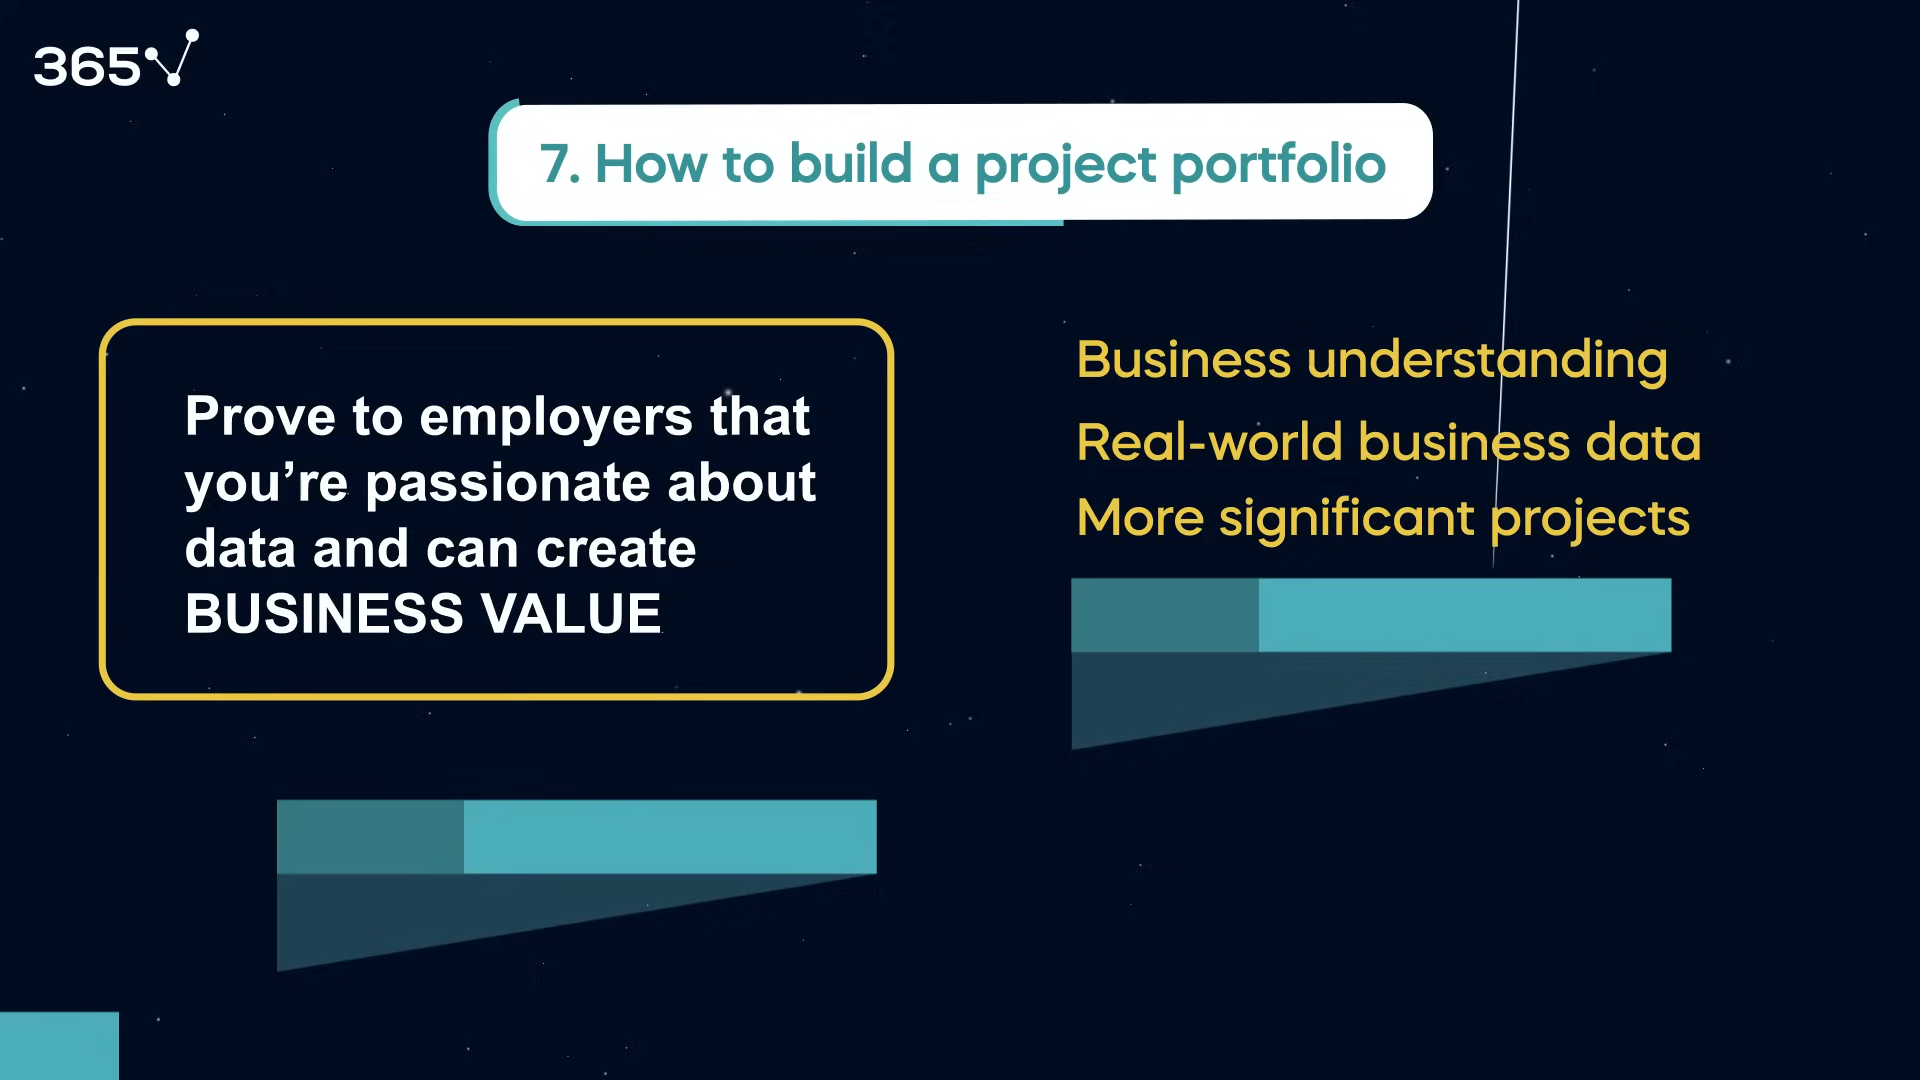 365
7. How to build a project portfolio
Prove to employers that
you’re passionate about
data and can create
BUSINESS VALUE
Business understanding
Real-world business data
More significant projects